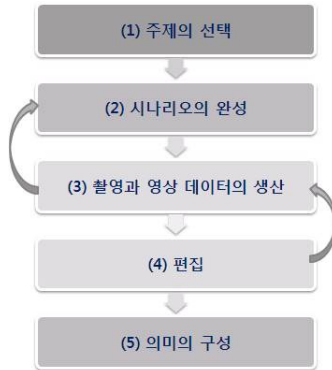 (1) 주제의 선택
(2) 시나리오의 완성
(3) 촬영과 영상 데이터의 생산
(4) 편집
(5) 의미의 구성